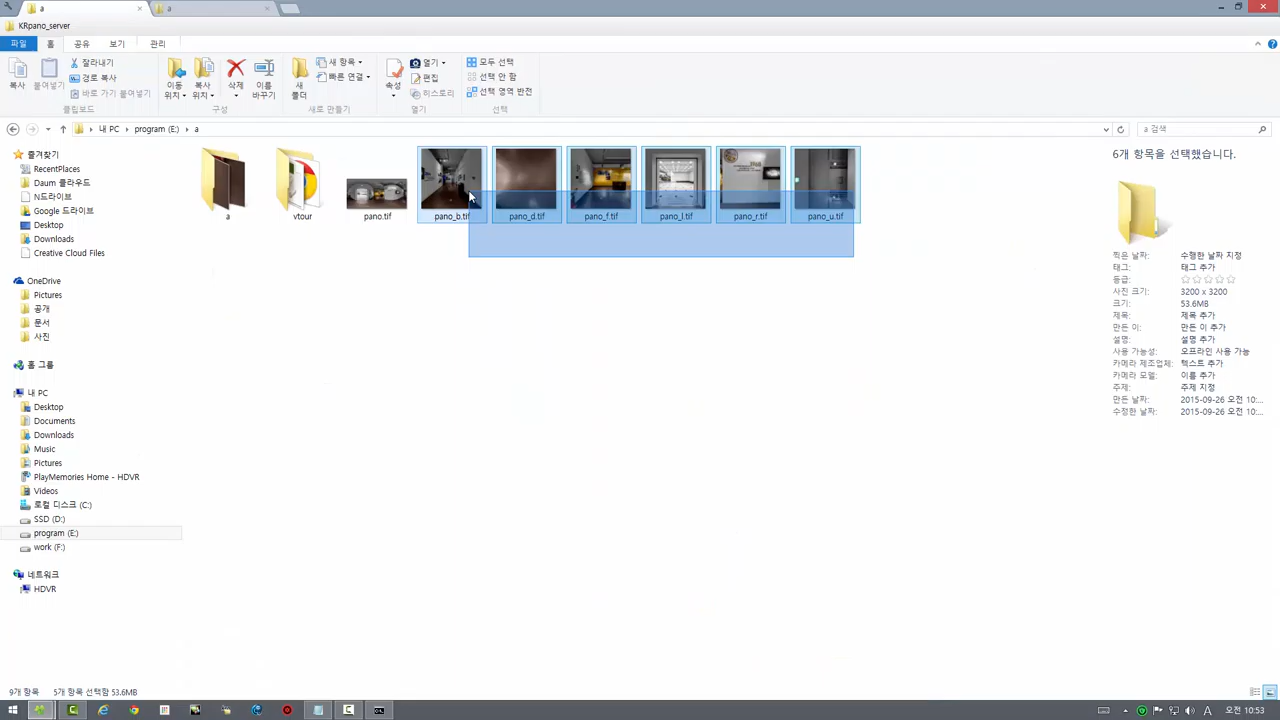 a
a
KRpano_server
파일 홈 공유 보기 관리
복사
붙여넣기
잘라내기
경로 복사
바로 가기 붙여넣기
클립보드
이동 위치
복사 위치
삭제
이름 바꾸기
구성
새 폴더
새 항목
빠른 연결
새로 만들기
속성
열기
편집
히스토리
열기
모두 선택
선택 안 함
선택 영역 반전
선택
내 PC program (E:) a
a 검색
즐겨찾기
RecentPlaces
Daum 클라우드
N드라이브
Google 드라이브
Desktop
Downloads
Creative Cloud Files
OneDrive
Pictures
공개
문서
사진
홈 그룹
내 PC
Desktop
Documents
Downloads
Music
Pictures
PlayMemories Home - HDVR
Videos
로컬 디스크 (C:)
SSD (D:)
program (E:)
work (F:)
네트워크
HDVR
a vtour pano.tif pano_b.tif pano_d.tif pano_f.tif pano_l.tif pano_r.tif pano_u.tif
6개 항목을 선택했습니다.
찍은 날짜: 수행한 날짜 지정
태그: 태그 추가
등급:
사진 크기: 3200 x 3200
크기: 53.6MB
제목: 제목 추가
만든 이: 만든 이 추가
설명: 설명 추가
사용 가능성: 오프라인 사용 가능
카메라 제조업체: 텍스트 추가
카메라 모델: 이름 추가
주제: 주제 지정
만든 날짜: 2015-09-26 오전 10:...
수정한 날짜: 2015-09-26 오전 10:...
9개 항목 5개 항목 선택함 53.6MB
A 오전 10:53